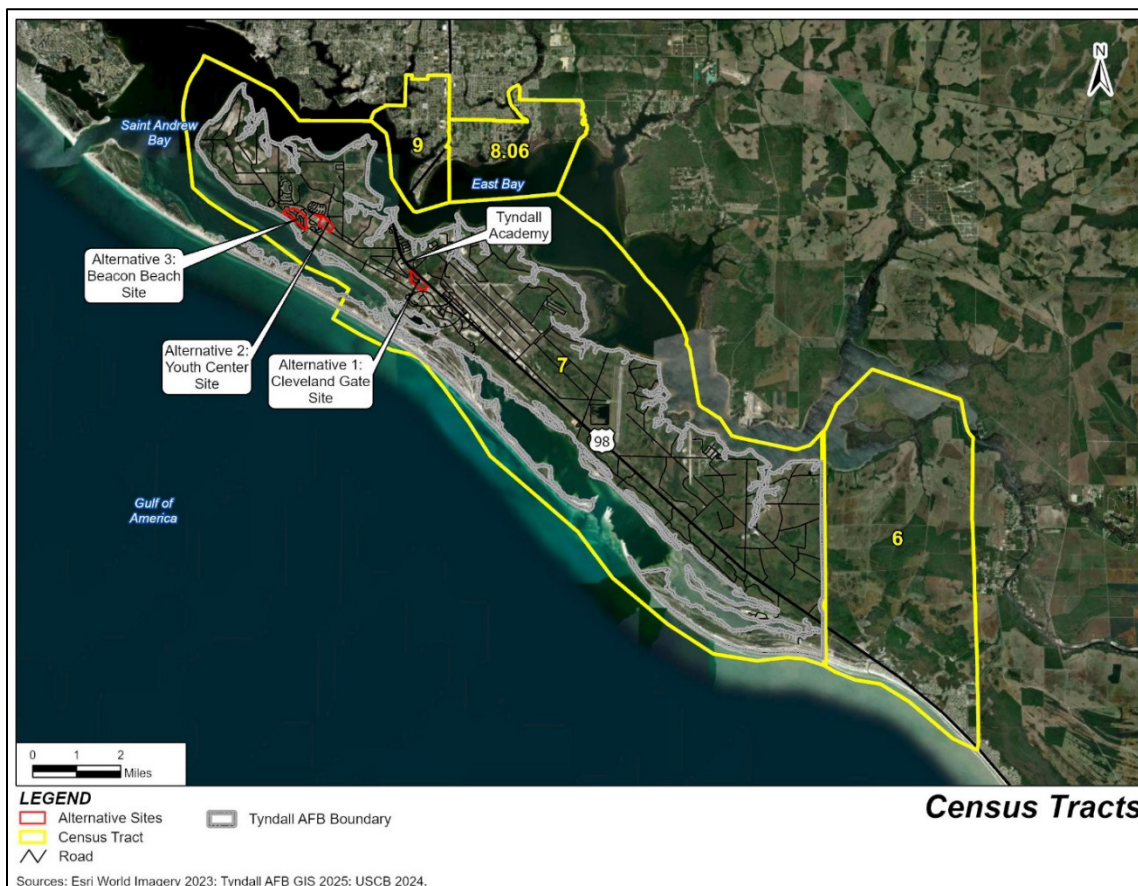 N
Saint Andrew
Bay
9
8.06
East Bay
Tyndall
Academy
Alternative 3:
Beacon Beach
Site
Alternative 2:
Youth Center
Site
Alternative 1:
Cleveland Gate
Site
7
98
6
Gulf of
America
0 1 2
Miles
LEGEND
Alternative Sites
Census Tract
Road
Tyndall AFB Boundary
Census Tracts
Sources: Esri World Imagery 2023; Tyndall AFB GIS 2025; USCB 2024.